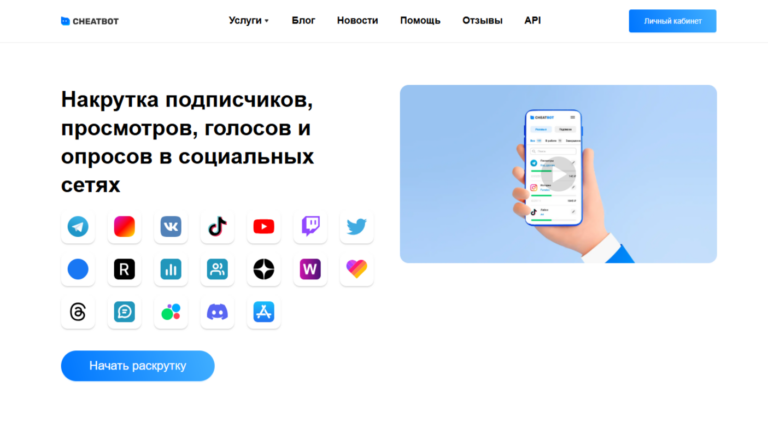 CHEATBOT
Услуги
Блог
Новости
Помощь
Отзывы
API
Личный кабинет
Накрутка подписчиков,
просмотров, голосов и
опросов в социальных
сетях
R
W
Начать раскрутку
CHEATBOT